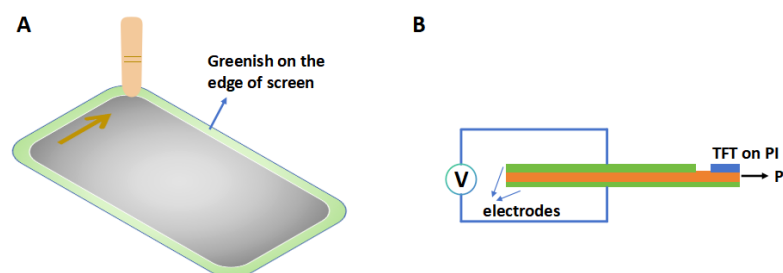 A
Greenish on the
edge of screen
B
TFT on PI
V
P
electrodes